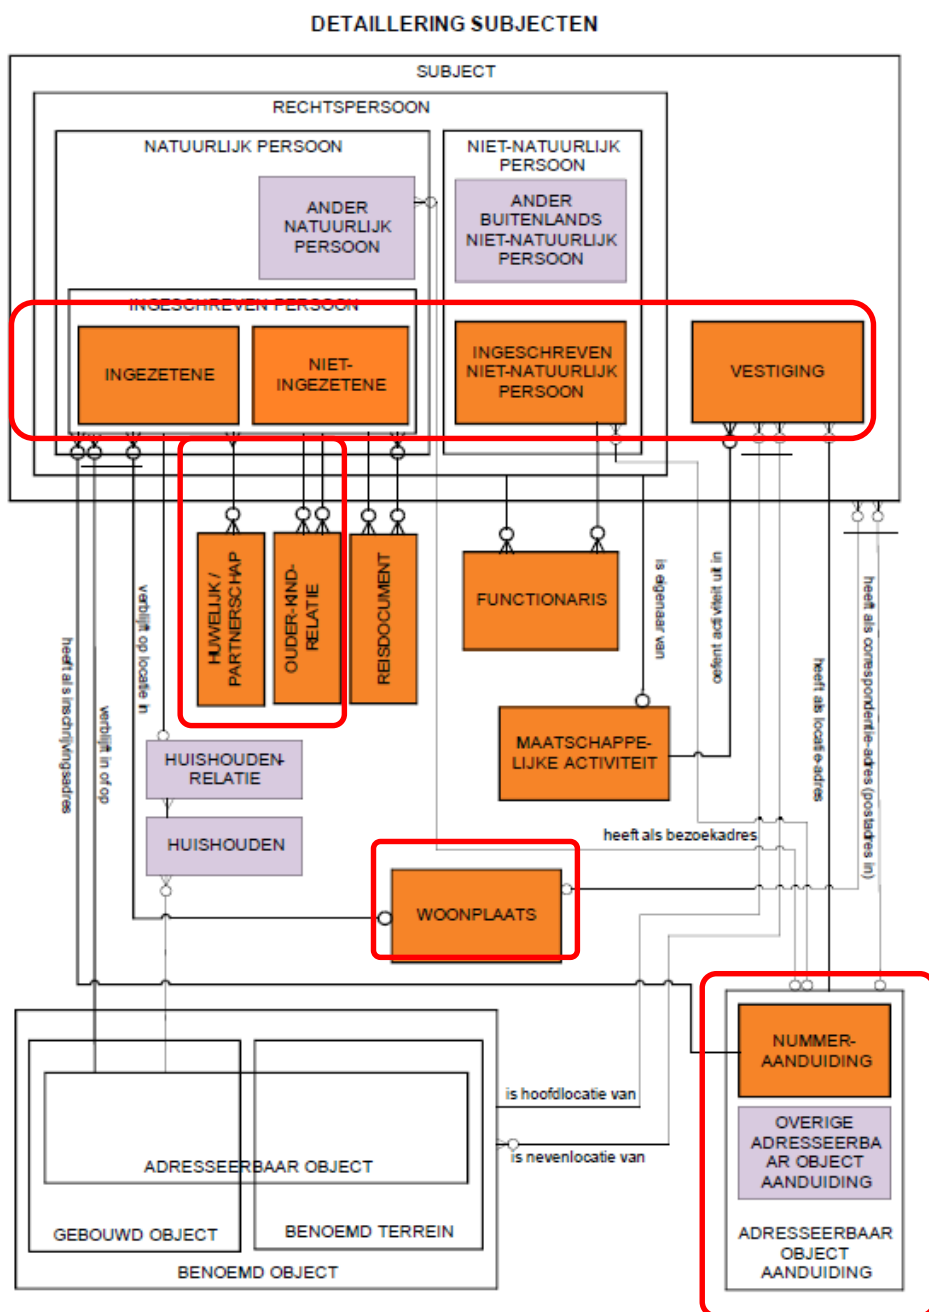 DETAILLERING SUBJECTEN
SUBJECT
RECHTSPERSOON
NATUURLIJK PERSOON
NIET-NATUURLIJK
PERSOON
ANDER
NATUURLIJK
PERSOON
ANDER
BUITENLANDS
NIET-NATUURLIJK
PERSOON
INGESCHREVEN PERSOON
INGEZETENE
NIET-
INGEZETENE
INGESCHREVEN
NIET-NATUURLIJK
PERSOON
VESTIGING
HUWELIJK /
PARTNERSCHAP
OUDER-KIND-
RELATIE
REISDOCUMENT
FUNCTIONARIS
is eigenaar van
oefent activiteit uit in
heeft als locatie-adres
heeft als correspondentie-adres (postadres in)
heeft als inschrijvingsadres
verblijft in of op
verblijft op locatie in
MAATSCHAPPE-
LIJKE ACTIVITEIT
HUISHOUDEN-
RELATIE
HUISHOUDEN
heeft als bezoekadres
WOONPLAATS
NUMMER-
AANDUIDING
OVERIGE
ADRESSEERBA
AR OBJECT
AANDUIDING
ADRESSEERBAAR
OBJECT
AANDUIDING
is hoofdlocatie van
is nevenlocatie van
ADRESSEERBAAR OBJECT
GEBOUWD OBJECT
BENOEMD TERREIN
BENOEMD OBJECT